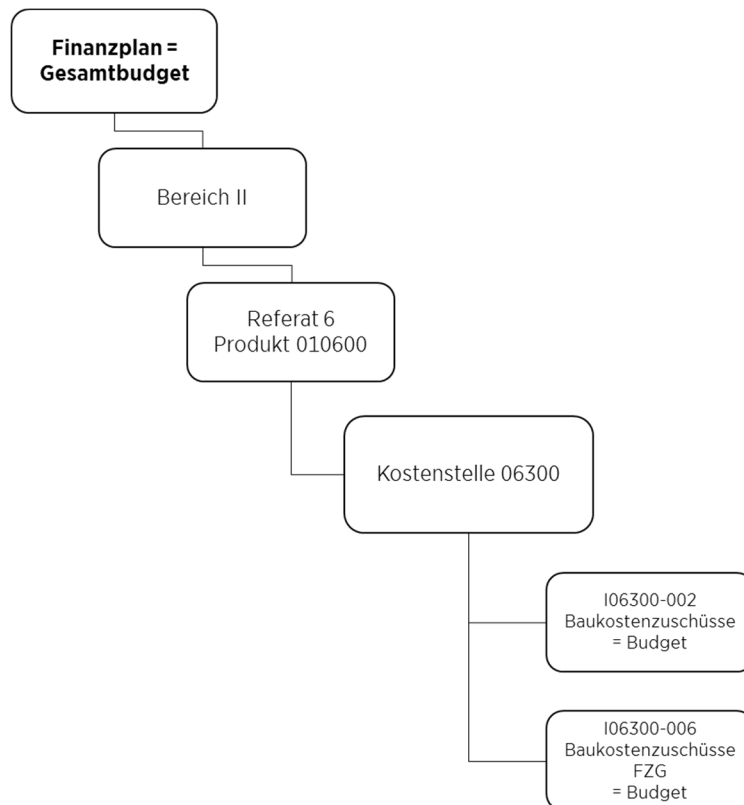 Finanzplan =
Gesamtbudget
Bereich II
Referat 6
Produkt 010600
Kostenstelle 06300
I06300-002
Baukostenzuschüsse
= Budget
I06300-006
Baukostenzuschüsse
FZG
= Budget